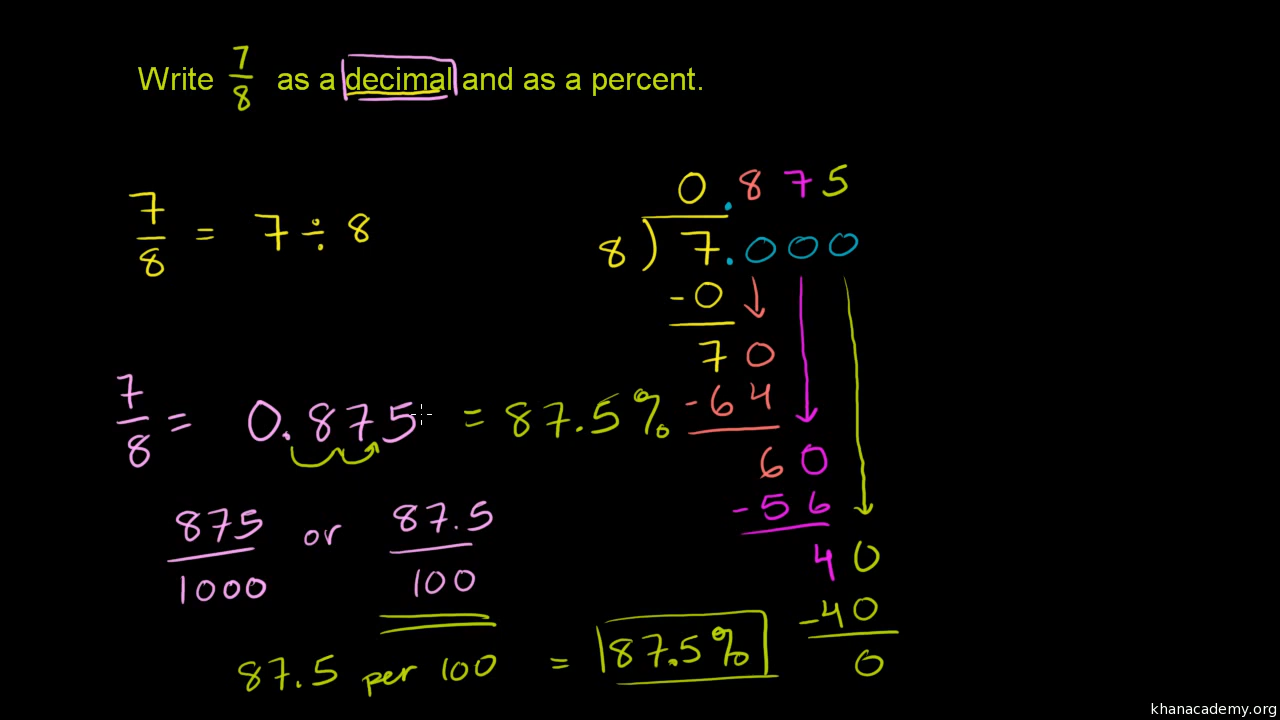 Write 7/8 as a decimal and as a percent.
7/8 = 7 ÷ 8
0.875
8)7.000
-0
70
-64
60
-56
40
-40
0
7/8 = 0.875 = 87.5%
875/1000 or 87.5/100
87.5 per 100 = 87.5%
khanacademy.org